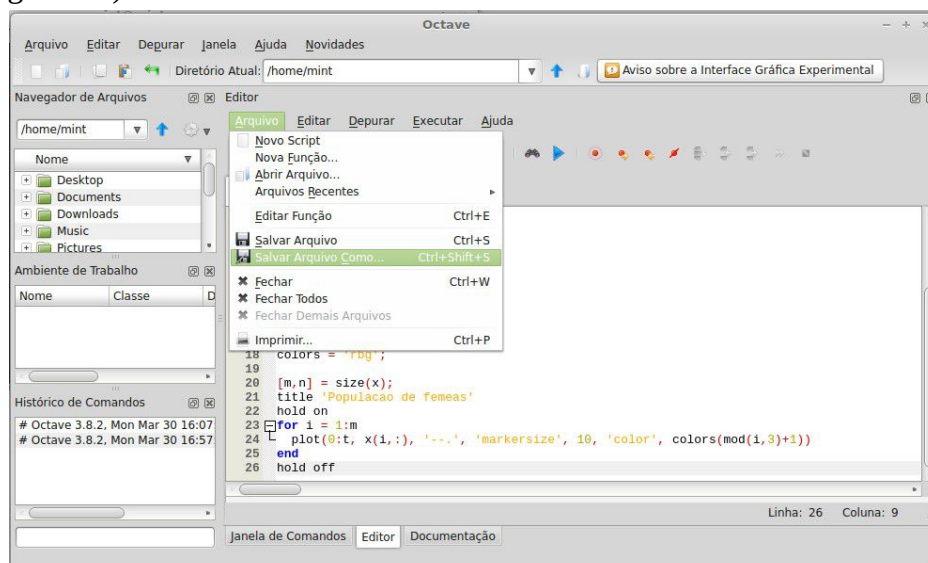 Octave
Arquivo Editar Depurar Janela Ajuda Novidades
Diretório Atual: /home/mint Aviso sobre a Interface Gráfica Experimental
Navegador de Arquivos
/home/mint
Nome
Desktop
Documents
Downloads
Music
Pictures
Ambiente de Trabalho
Nome Classe D
Histórico de Comandos
# Octave 3.8.2, Mon Mar 30 16:07
# Octave 3.8.2, Mon Mar 30 16:57
Editor
Arquivo Editar Depurar Executar Ajuda
Novo Script
Nova Função...
Abrir Arquivo...
Arquivos Recentes
Editar Função Ctrl+E
Salvar Arquivo Ctrl+S
Salvar Arquivo Como... Ctrl+Shift+S
Fechar Ctrl+W
Fechar Todos
Fechar Demais Arquivos
Imprimir... Ctrl+P
18 colors = 'rbg';
19
20 [m,n] = size(x);
21 title 'Populacao de femeas'
22 hold on
23 for i = 1:m
24 plot(0:t, x(i,:), '--.', 'markersize', 10, 'color', colors(mod(i,3)+1))
25 end
26 hold off
Linha: 26 Coluna: 9
Janela de Comandos Editor Documentação